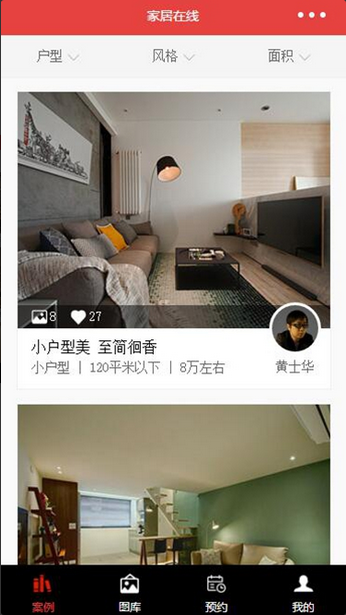 家居在线
户型 风格 面积
8 27
小户型美 至简徊香
小户型 | 120平米以下 | 8万左右
黄士华
案例 图库 预约 我的